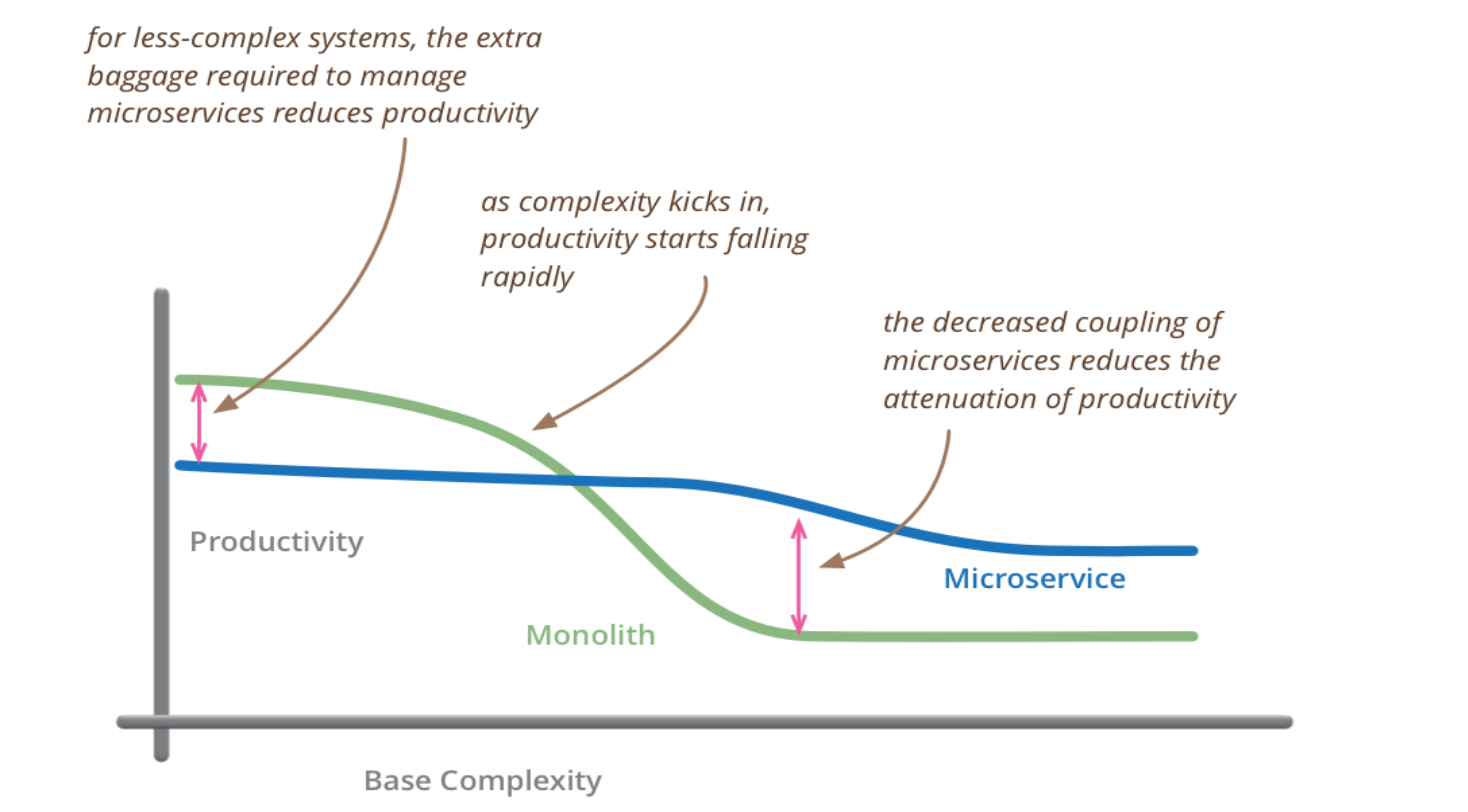 for less-complex systems, the extra
baggage required to manage
microservices reduces productivity
as complexity kicks in,
productivity starts falling
rapidly
the decreased coupling of
microservices reduces the
attenuation of productivity
Productivity
Microservice
Monolith
Base Complexity